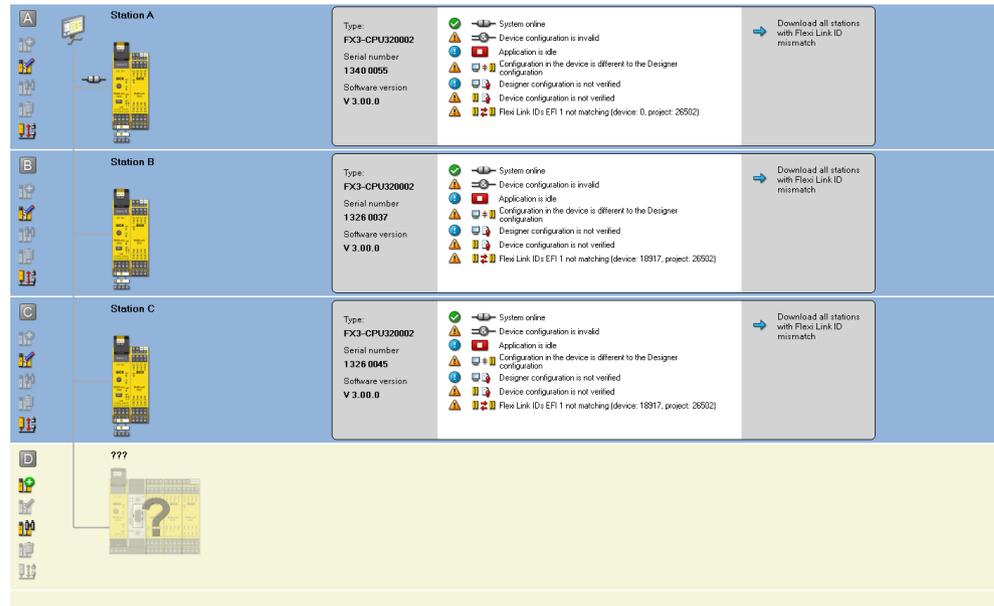 A
Station A
Type:
FX3-CPU320002
Serial number
1340 0055
Software version
V 3.00.0
System online
Device configuration is invalid
Application is idle
Configuration in the device is different to the Designer
configuration
Designer configuration is not verified
Device configuration is not verified
Flexi Link IDs EFI 1 not matching (device: 0, project: 26502)
Download all stations
with Flexi Link ID
mismatch
B
Station B
Type:
FX3-CPU320002
Serial number
1326 0037
Software version
V 3.00.0
System online
Device configuration is invalid
Application is idle
Configuration in the device is different to the Designer
configuration
Designer configuration is not verified
Device configuration is not verified
Flexi Link IDs EFI 1 not matching (device: 18917, project: 26502)
Download all stations
with Flexi Link ID
mismatch
C
Station C
Type:
FX3-CPU320002
Serial number
1326 0045
Software version
V 3.00.0
System online
Device configuration is invalid
Application is idle
Configuration in the device is different to the Designer
configuration
Designer configuration is not verified
Device configuration is not verified
Flexi Link IDs EFI 1 not matching (device: 18917, project: 26502)
Download all stations
with Flexi Link ID
mismatch
D
???
?